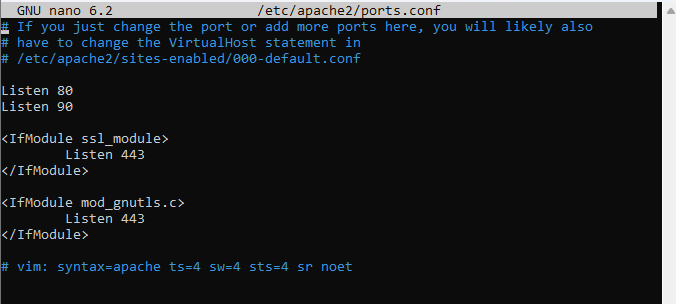 GNU nano 6.2 /etc/apache2/ports.conf
# If you just change the port or add more ports here, you will likely also
# have to change the VirtualHost statement in
# /etc/apache2/sites-enabled/000-default.conf
Listen 80
Listen 90
<IfModule ssl_module>
Listen 443
</IfModule>
<IfModule mod_gnutls.c>
Listen 443
</IfModule>
# vim: syntax=apache ts=4 sw=4 sts=4 sr noet